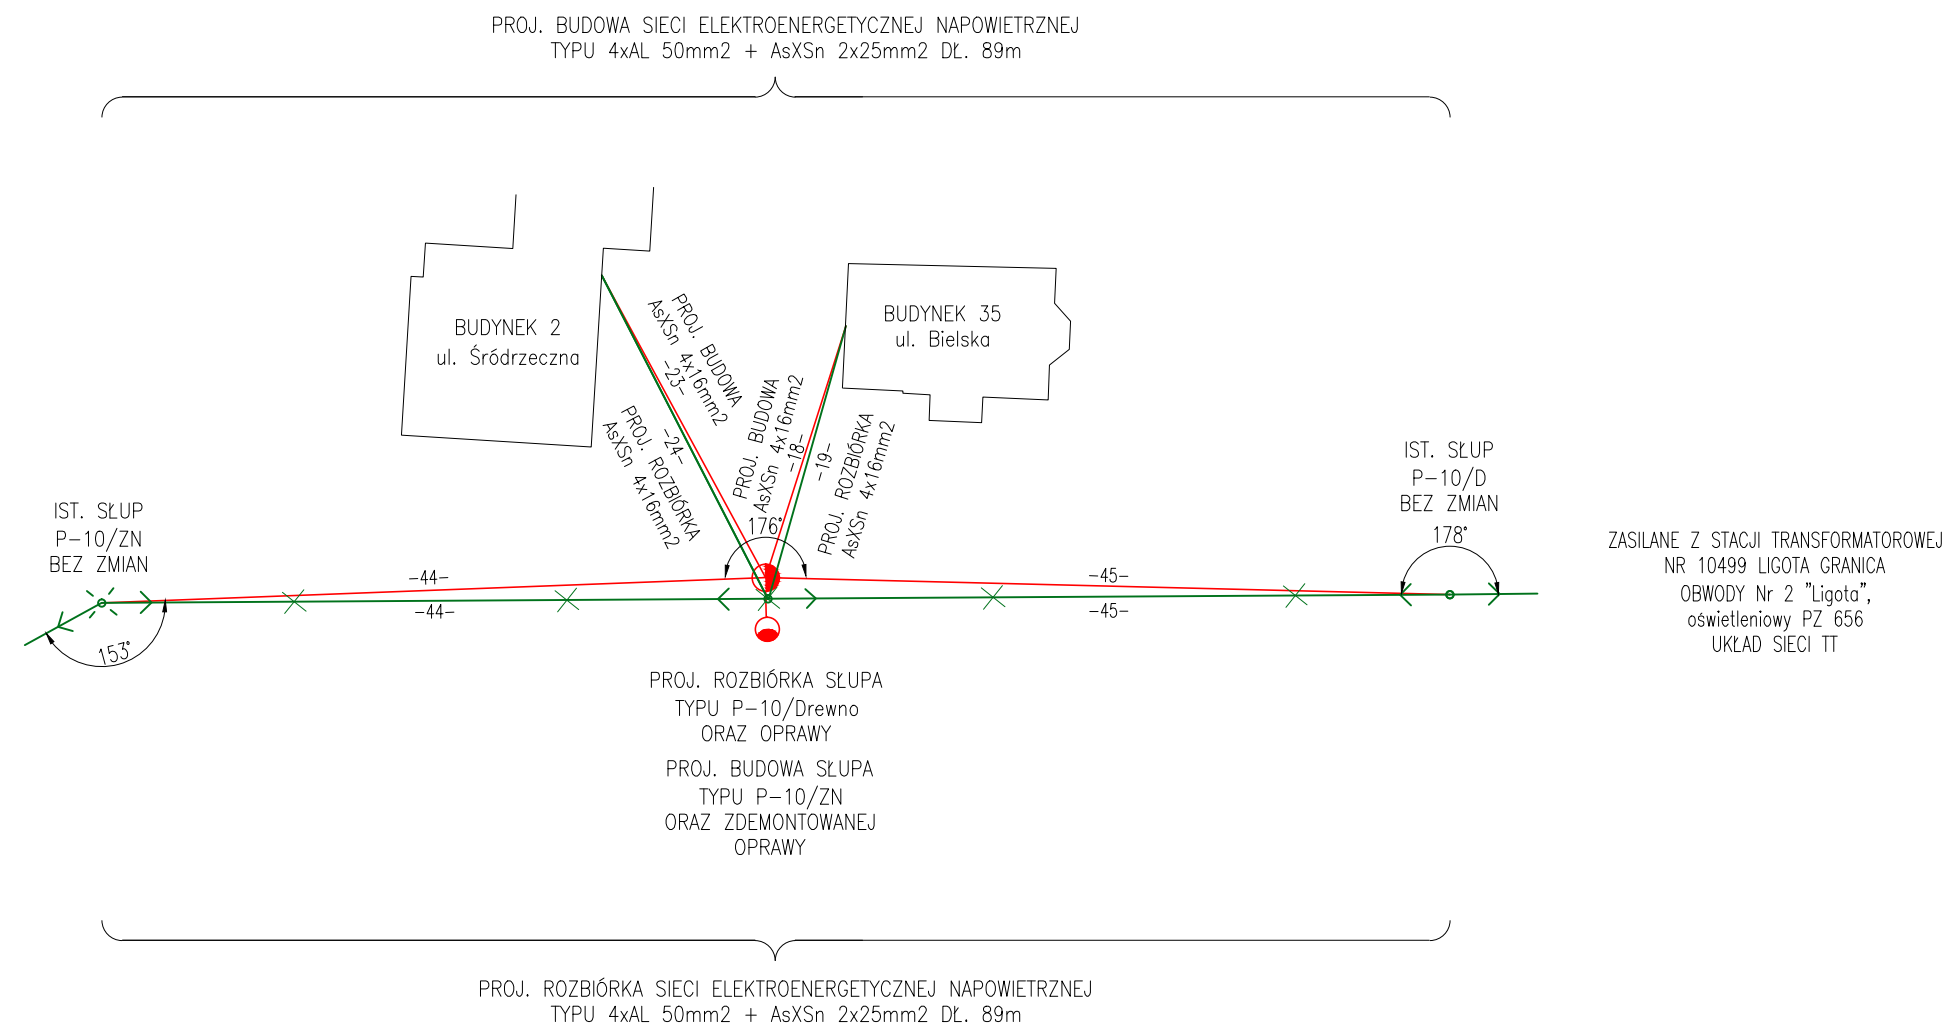 PROJ. BUDOWA SIECI ELEKTROENERGETYCZNEJ NAPOWIETRZNEJ
TYPU 4xAL 50mm2 + AsXSn 2x25mm2 DŁ. 89m
BUDYNEK 2
ul. Śródrzeczna
BUDYNEK 35
ul. Bielska
PROJ. BUDOWA
AsXSn 4x16mm2
-23-
-24-
PROJ. ROZBIÓRKA
AsXSn 4x16mm2
PROJ. BUDOWA
AsXSn 4x16mm2
-18-
-19-
PROJ. ROZBIÓRKA
AsXSn 4x16mm2
IST. SŁUP
P-10/ZN
BEZ ZMIAN
153°
-44-
-44-
176°
-45-
-45-
IST. SŁUP
P-10/D
BEZ ZMIAN
178°
ZASILANE Z STACJI TRANSFORMATOROWEJ
NR 10499 LIGOTA GRANICA
OBWODY Nr 2 "Ligota",
oświetleniowy PZ 656
UKŁAD SIECI TT
PROJ. ROZBIÓRKA SŁUPA
TYPU P-10/Drewno
ORAZ OPRAWY
PROJ. BUDOWA SŁUPA
TYPU P-10/ZN
ORAZ ZDEMONTOWANEJ
OPRAWY
PROJ. ROZBIÓRKA SIECI ELEKTROENERGETYCZNEJ NAPOWIETRZNEJ
TYPU 4xAL 50mm2 + AsXSn 2x25mm2 DŁ. 89m